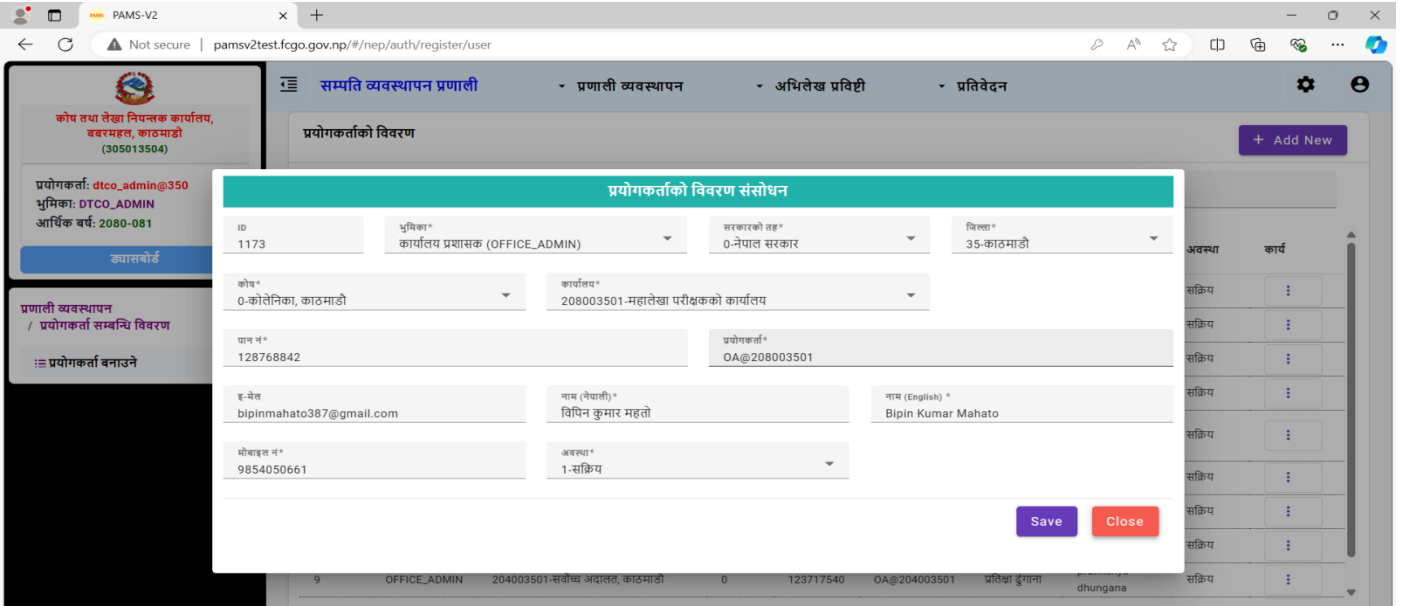 PAMS-V2
Not secure | pamsv2test.fcgo.gov.np/#/nep/auth/register/user
कोष तथा लेखा नियन्त्रक कार्यालय,
बबरमहल, काठमाडौ
(305013504)
सम्पति व्यवस्थापन प्रणाली
प्रणाली व्यवस्थापन
अभिलेख प्रविष्टी
प्रतिवेदन
प्रयोगकर्ताको विवरण
+ Add New
प्रयोगकर्ता: dtco_admin@350
भुमिका: DTCO_ADMIN
आर्थिक बर्ष: 2080-081
ड्यासबोर्ड
प्रणाली व्यवस्थापन
/ प्रयोगकर्ता सम्बन्धि विवरण
प्रयोगकर्ता बनाउने
प्रयोगकर्ताको विवरण संसोधन
ID
1173
भुमिका*
कार्यालय प्रशासक (OFFICE_ADMIN)
सरकारको तह*
0-नेपाल सरकार
जिल्ला*
35-काठमाडौ
कोष*
0-कोलेनिका, काठमाडौ
कार्यालय*
208003501-महालेखा परीक्षकको कार्यालय
पान नं*
128768842
प्रयोगकर्ता*
OA@208003501
इ-मेल
bipinmahato387@gmail.com
नाम (नेपाली)*
विपिन कुमार महतो
नाम (English) *
Bipin Kumar Mahato
मोबाइल नं*
9854050661
अवस्था*
1-सक्रिय
Save
Close
अवस्था
कार्य
सक्रिय
सक्रिय
सक्रिय
सक्रिय
सक्रिय
सक्रिय
सक्रिय
सक्रिय
9 OFFICE_ADMIN 204003501-सर्वोच्च अदालत, काठमाडौ 0 123717540 OA@204003501 प्रतिक्षा ढुंगाना
dhungana
सक्रिय